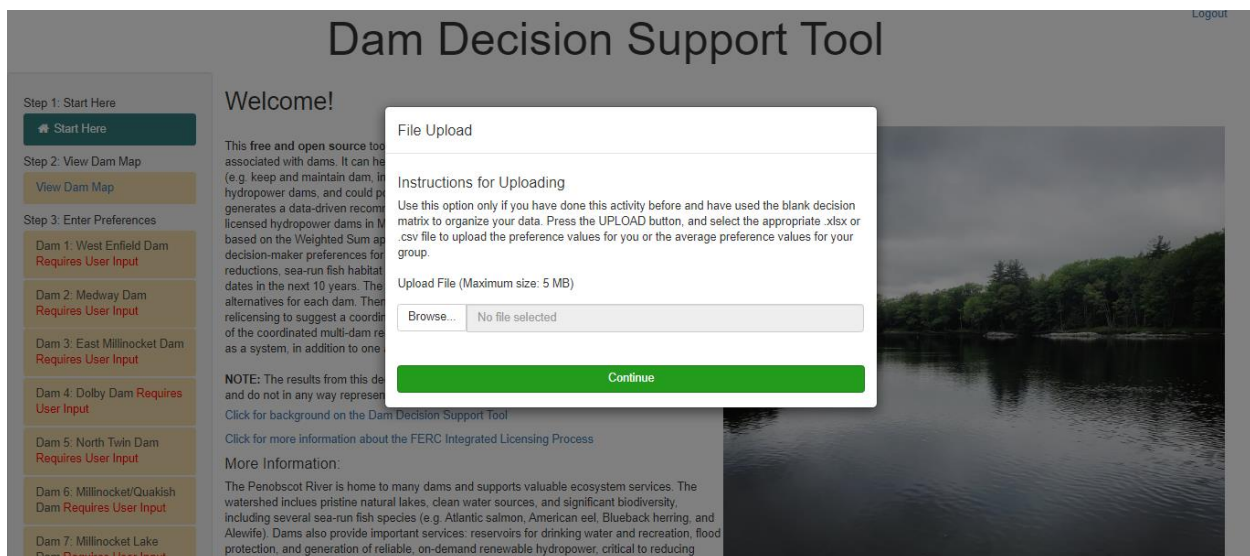 Logout
Dam Decision Support Tool
Step 1: Start Here
Start Here
Step 2: View Dam Map
View Dam Map
Step 3: Enter Preferences
Dam 1: West Enfield Dam
Requires User Input
Dam 2: Medway Dam
Requires User Input
Dam 3: East Millinocket Dam
Requires User Input
Dam 4: Dolby Dam Requires
User Input
Dam 5: North Twin Dam
Requires User Input
Dam 6: Millinocket/Quakish
Dam Requires User Input
Dam 7: Millinocket Lake
Dam Requires User Input
Welcome!
This free and open source
associated with dams. It can
(e.g. keep and maintain dam,
hydropower dams, and could
generates a data-driven
licensed hydropower dams in
based on the Weighted Sum
decision-maker preferences for
reductions, sea-run fish habitat
dates in the next 10 years. The
alternatives for each dam.
relicensing to suggest a
of the coordinated multi-dam
as a system, in addition to one
NOTE: The results from this
and do not in any way
Click for background on the Dam Decision Support Tool
Click for more information about the FERC Integrated Licensing Process
More Information:
The Penobscot River is home to many dams and supports valuable ecosystem services. The
watershed inclues pristine natural lakes, clean water sources, and significant biodiversity,
including several sea-run fish species (e.g. Atlantic salmon, American eel, Blueback herring, and
Alewife). Dams also provide important services: reservoirs for drinking water and recreation, flood
protection, and generation of reliable, on-demand renewable hydropower, critical to reducing
File Upload
Instructions for Uploading
Use this option only if you have done this activity before and have used the blank decision
matrix to organize your data. Press the UPLOAD button, and select the appropriate .xlsx or
.csv file to upload the preference values for you or the average preference values for your
group.
Upload File (Maximum size: 5 MB)
Browse... No file selected
Continue